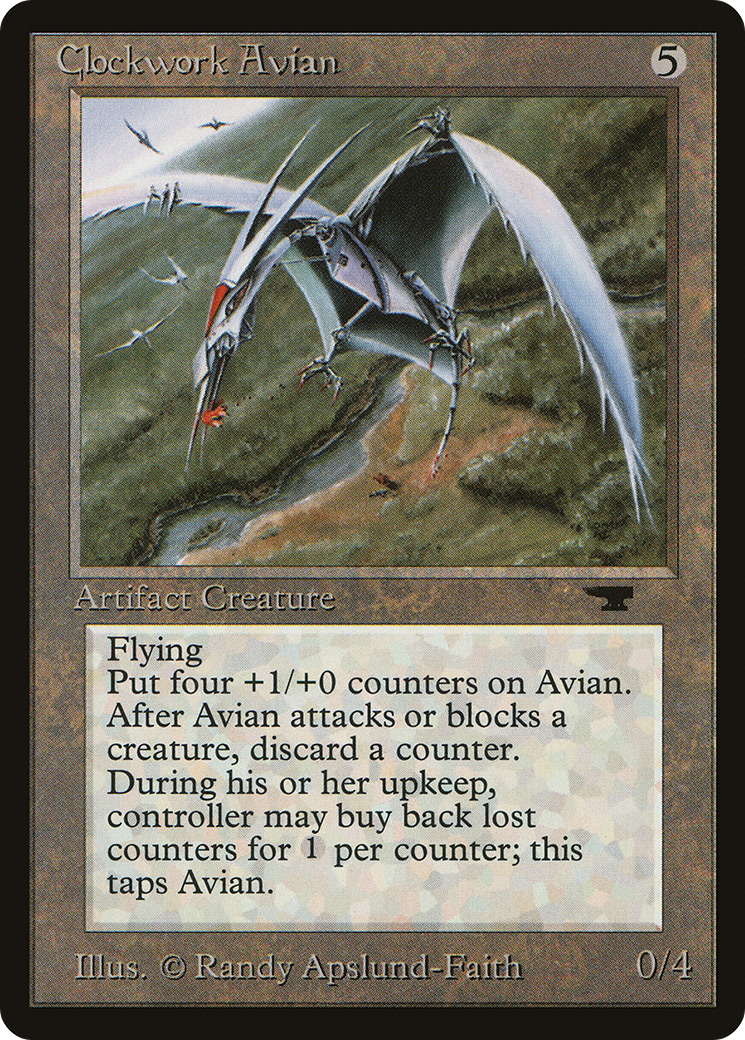 Clockwork Avian 5
Artifact Creature
Flying
Put four +1/+0 counters on Avian.
After Avian attacks or blocks a
creature, discard a counter.
During his or her upkeep,
controller may buy back lost
counters for 1 per counter; this
taps Avian.
Illus. © Randy Apslund-Faith 0/4